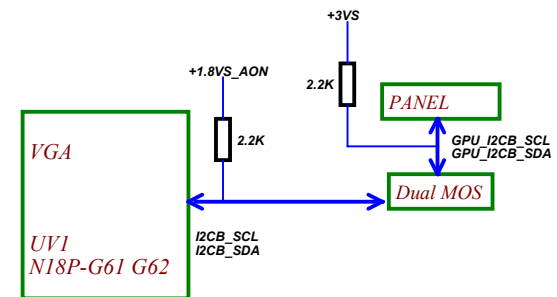 +3VS
+1.8VS_AON
2.2K
PANEL
2.2K
VGA
GPU_I2CB_SCL
GPU_I2CB_SDA
Dual MOS
I2CB_SCL
I2CB_SDA
UV1
N18P-G61 G62